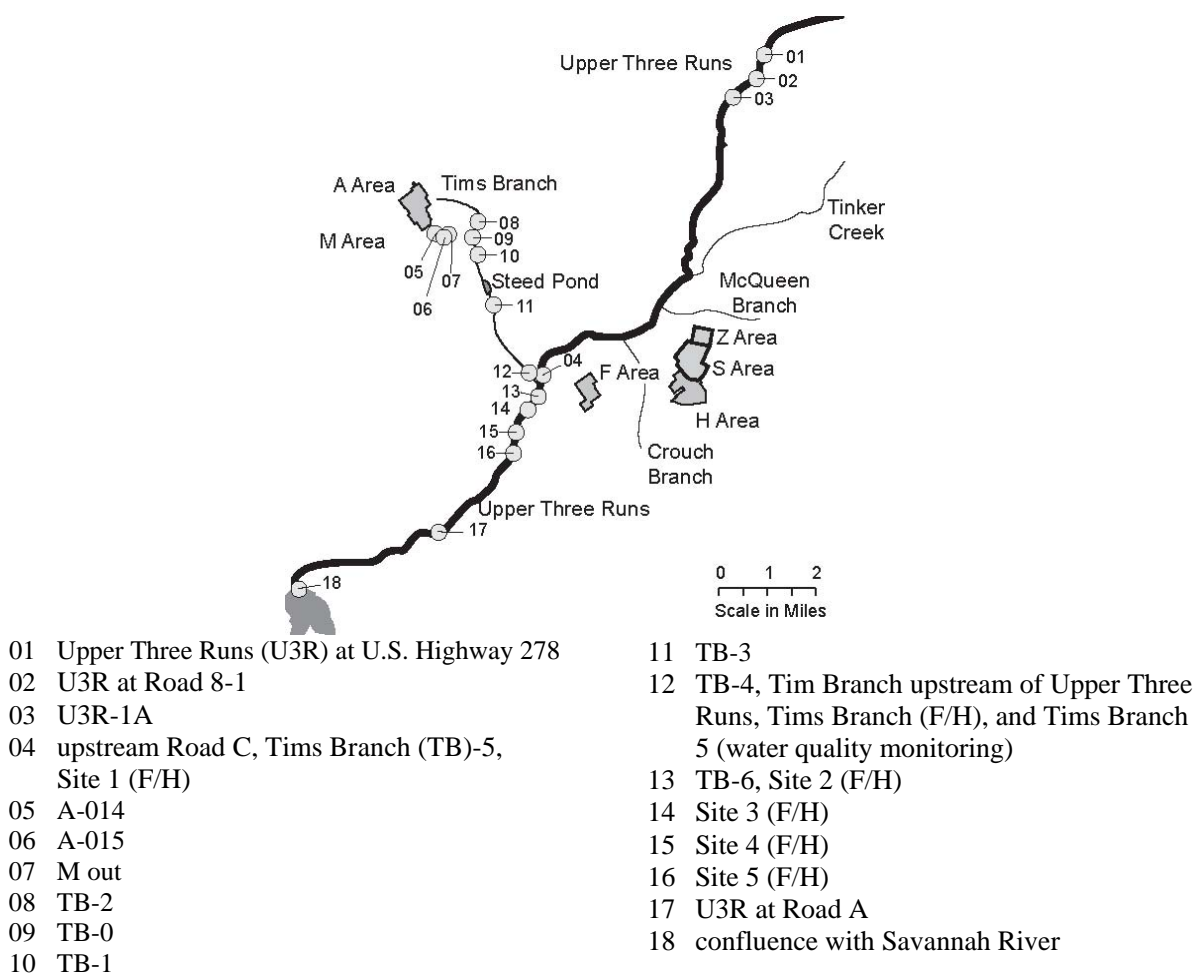 Upper Three Runs
01
02
03
A Area
Tims Branch
M Area
08
09
10
05
07
06
Steed Pond
11
Tinker
Creek
McQueen
Branch
Z Area
S Area
H Area
F Area
04
12
13
14
15
16
Crouch
Branch
Upper Three Runs
17
18
0 1 2
Scale in Miles
01 Upper Three Runs (U3R) at U.S. Highway 278
02 U3R at Road 8-1
03 U3R-1A
04 upstream Road C, Tims Branch (TB)-5,
Site 1 (F/H)
05 A-014
06 A-015
07 M out
08 TB-2
09 TB-0
10 TB-1
11 TB-3
12 TB-4, Tim Branch upstream of Upper Three
Runs, Tims Branch (F/H), and Tims Branch
5 (water quality monitoring)
13 TB-6, Site 2 (F/H)
14 Site 3 (F/H)
15 Site 4 (F/H)
16 Site 5 (F/H)
17 U3R at Road A
18 confluence with Savannah River